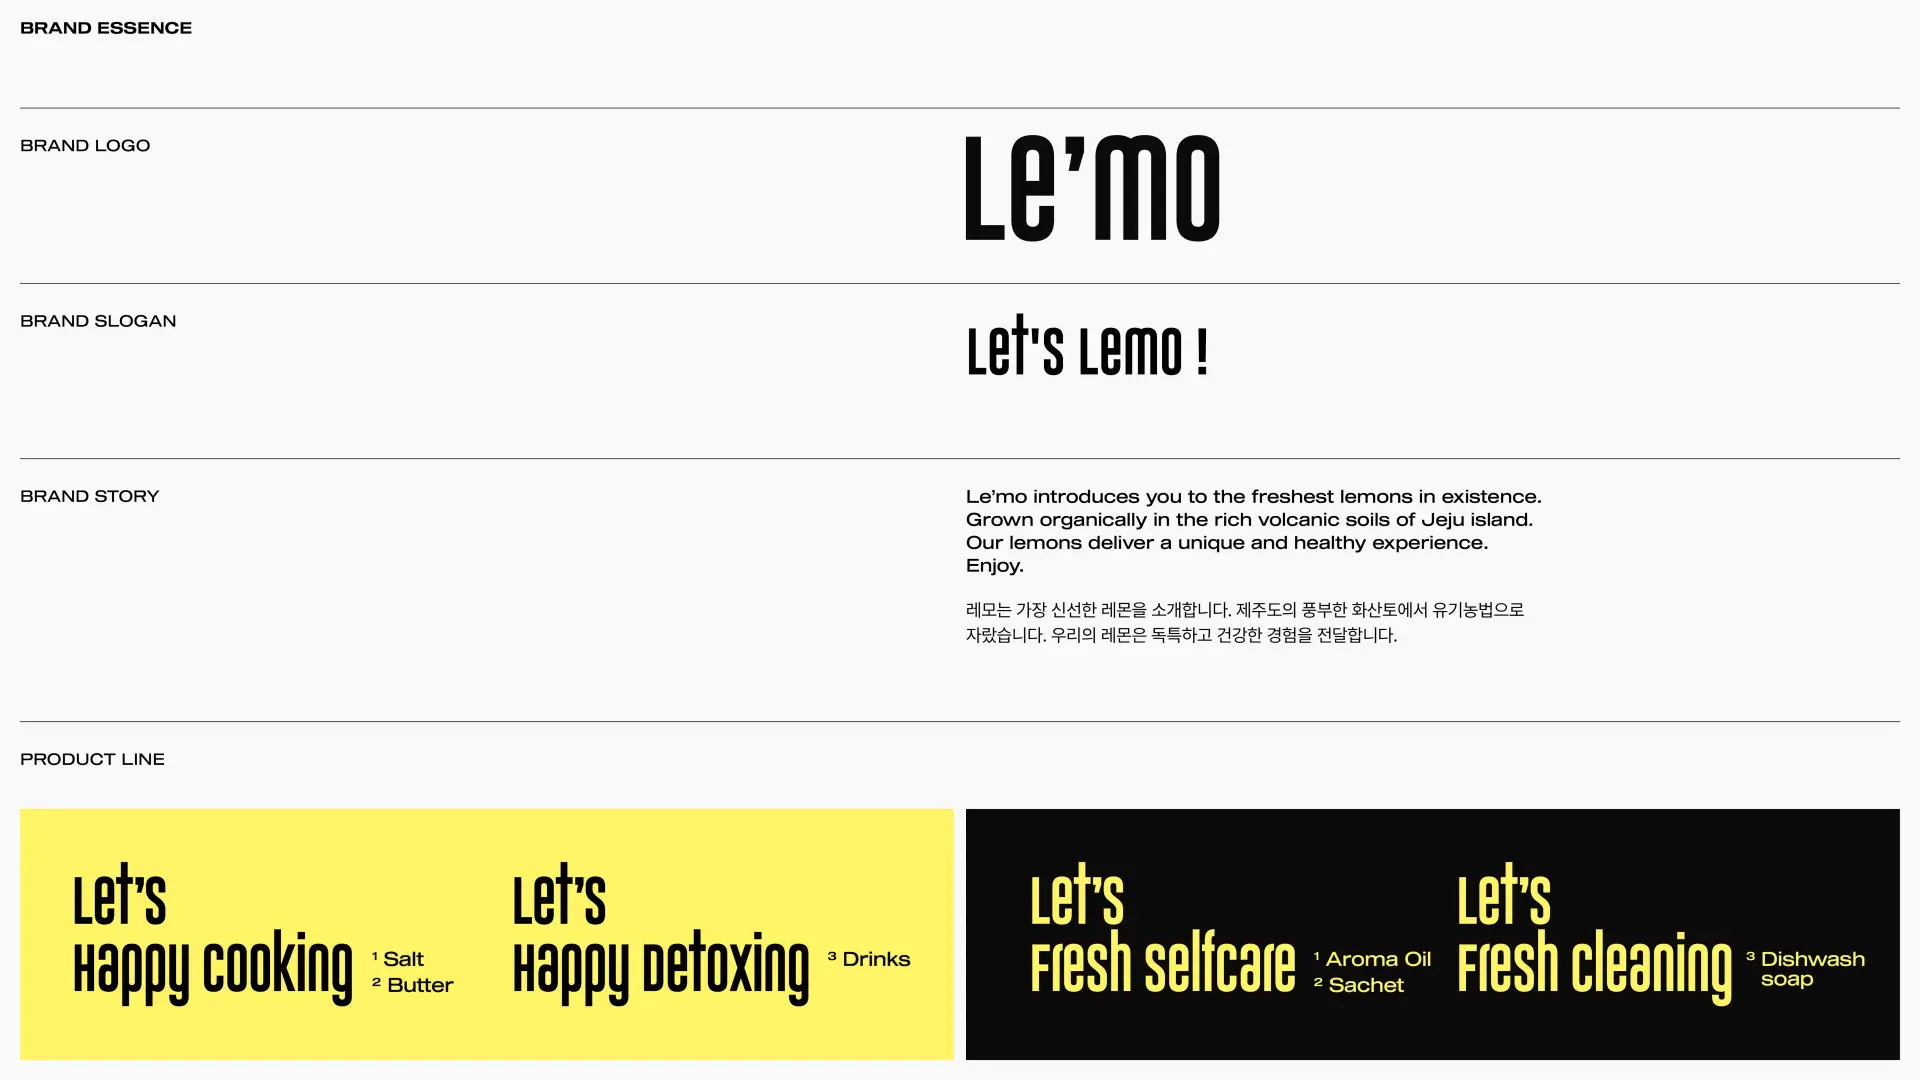 BRAND ESSENCE
BRAND LOGO
Le’mo
BRAND SLOGAN
Let's Lemo !
BRAND STORY
Le’mo introduces you to the freshest lemons in existence.
Grown organically in the rich volcanic soils of Jeju island.
Our lemons deliver a unique and healthy experience.
Enjoy.
레모는 가장 신선한 레몬을 소개합니다. 제주도의 풍부한 화산토에서 유기농법으로
자랐습니다. 우리의 레몬은 독특하고 건강한 경험을 전달합니다.
PRODUCT LINE
Let’s
Happy Cooking
¹ Salt
² Butter
Let’s
Happy Detoxing
³ Drinks
Let’s
Fresh Selfcare
¹ Aroma Oil
² Sachet
Let’s
Fresh Cleaning
³ Dishwash
soap